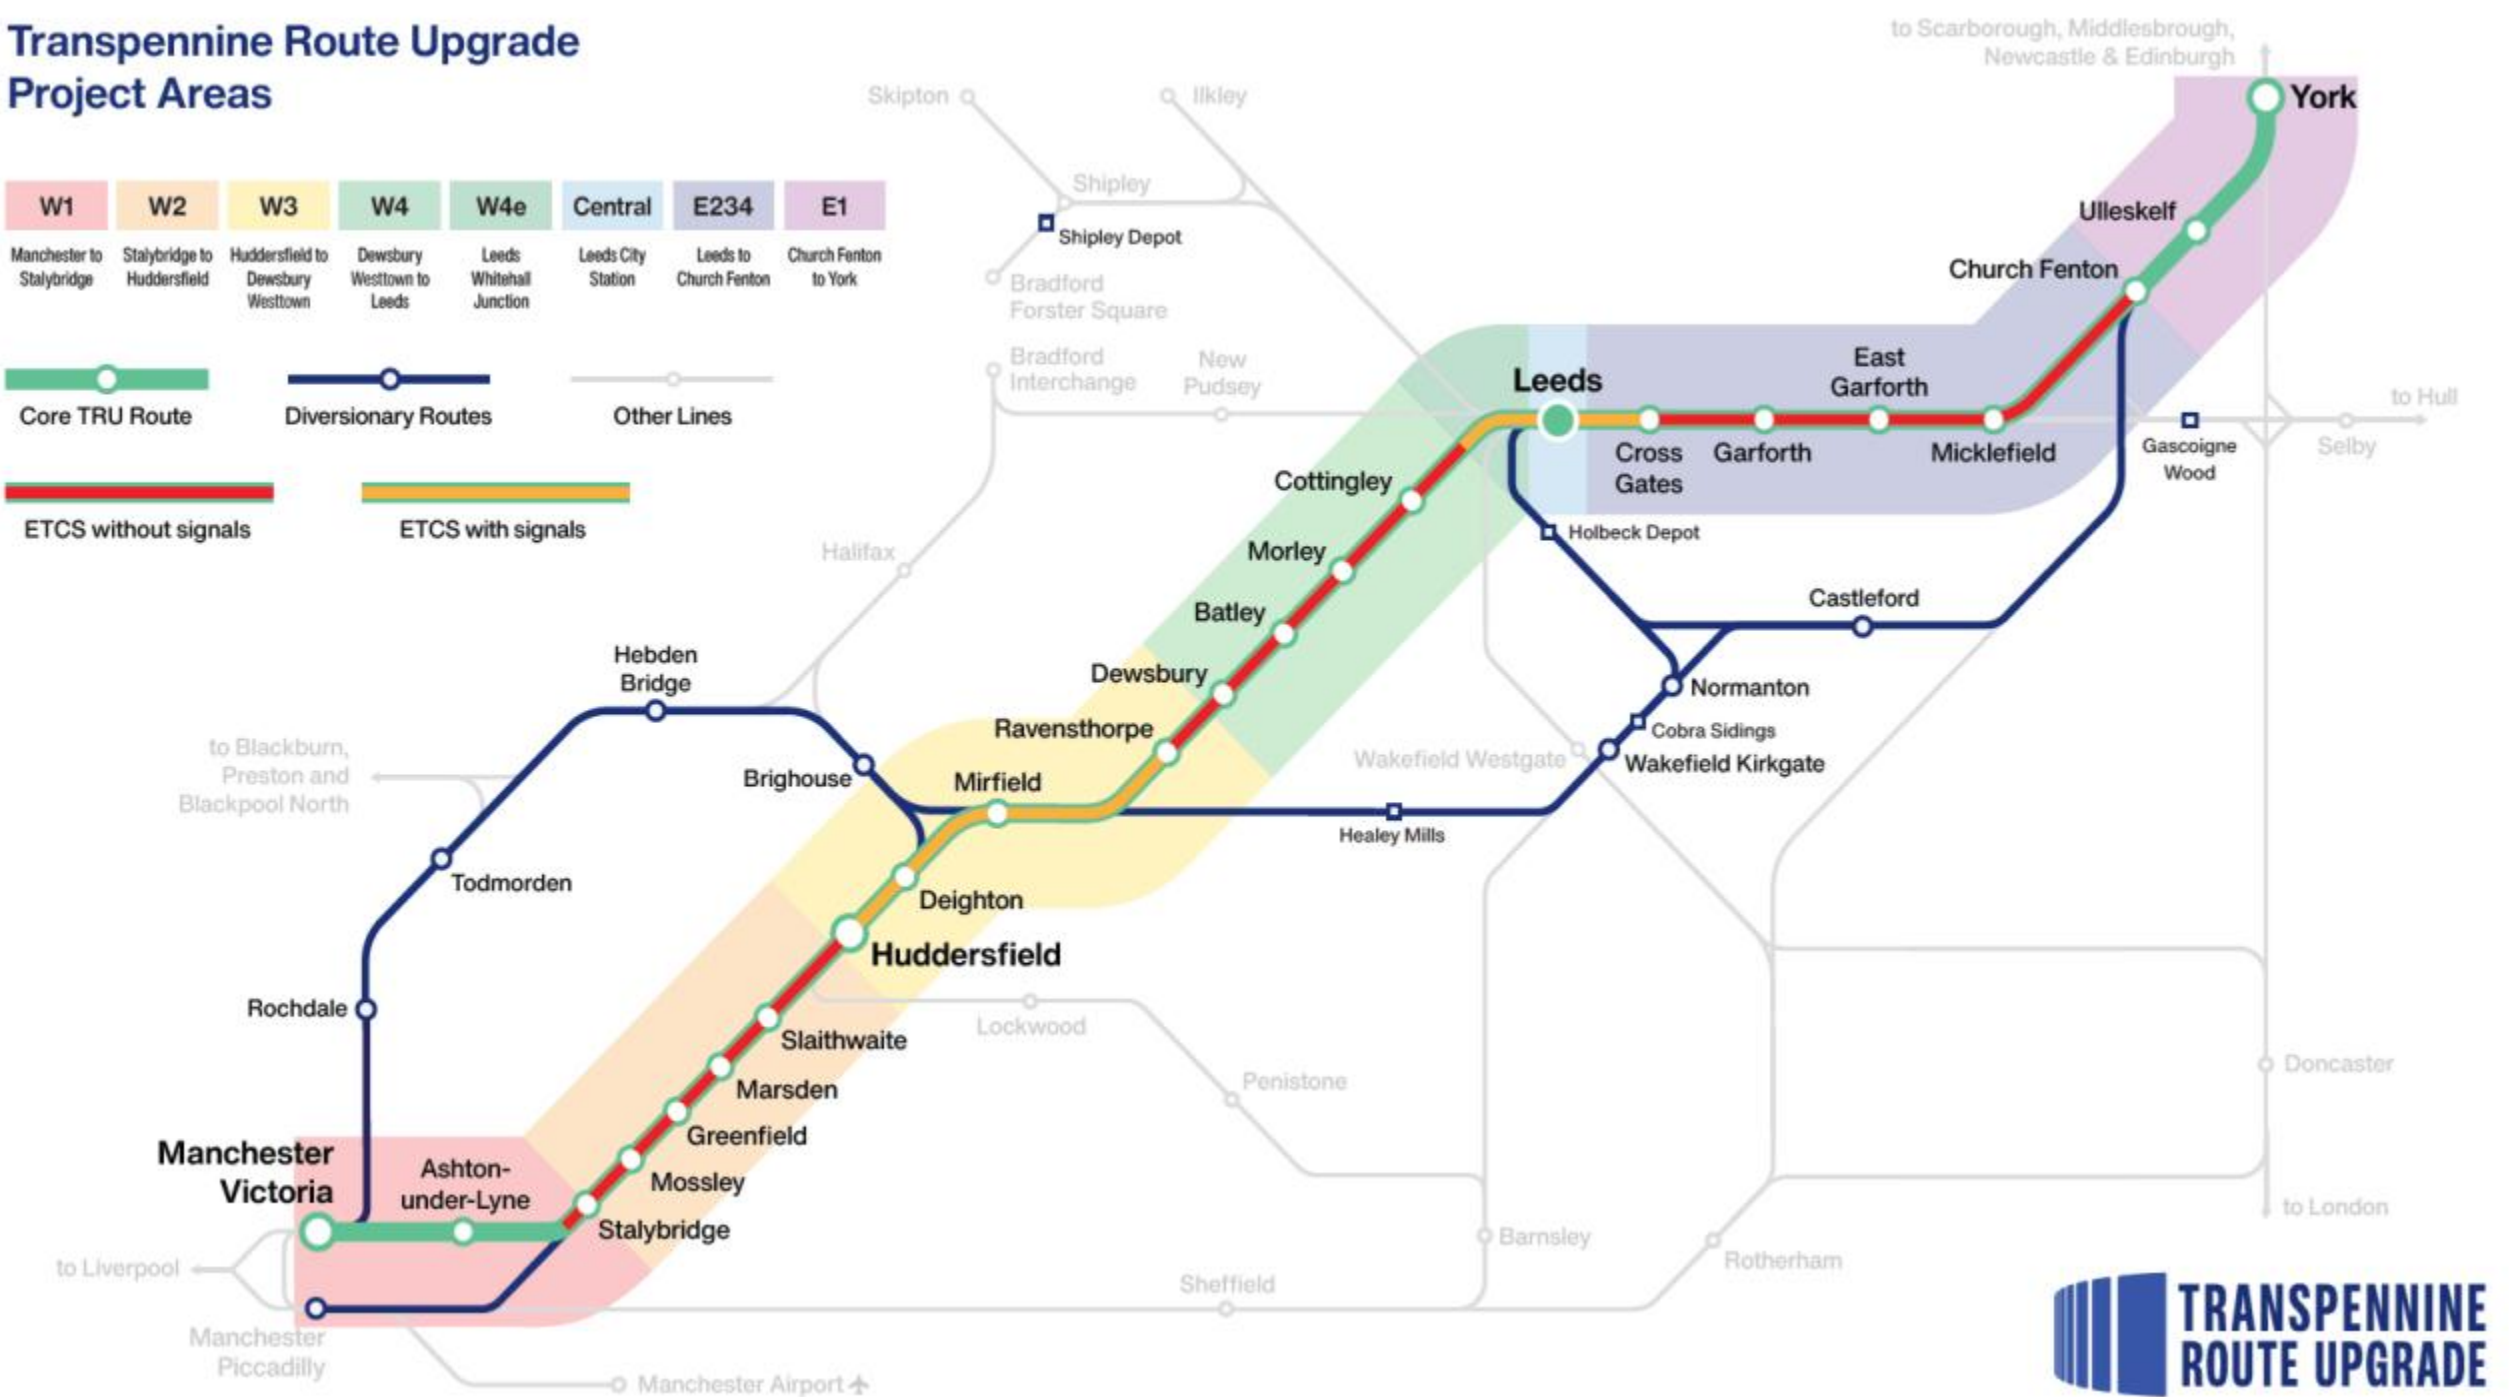 Transpennine Route Upgrade
Project Areas
W1
W2
W3
W4
W4e
Central
E234
E1
Manchester to
Stalybridge
Stalybridge to
Huddersfield
Huddersfield to
Dewsbury
Westtown
Dewsbury
Westtown to
Leeds
Leeds
Whitehall
Junction
Leeds City
Station
Leeds to
Church Fenton
Church Fenton
to York
Core TRU Route
Diversionary Routes
Other Lines
ETCS without signals
ETCS with signals
to Scarborough, Middlesbrough,
Newcastle & Edinburgh
York
Skipton
Ilkley
Shipley
Shipley Depot
Bradford
Forster Square
Bradford
Interchange
New
Pudsey
Ulleskelf
Church Fenton
Leeds
East
Garforth
Cross
Gates
Garforth
Micklefield
to Hull
Gascoigne
Wood
Selby
Cottingley
Holbeck Depot
Morley
Halifax
Batley
Castleford
Hebden
Bridge
Dewsbury
Normanton
Ravensthorpe
Cobra Sidings
to Blackburn,
Preston and
Blackpool North
Wakefield Westgate
Wakefield Kirkgate
Brighouse
Mirfield
Healey Mills
Todmorden
Deighton
Huddersfield
Rochdale
Lockwood
Slaithwaite
Penistone
Doncaster
Marsden
Greenfield
Manchester
Victoria
Ashton-
under-Lyne
Mossley
Stalybridge
to London
Barnsley
Rotherham
to Liverpool
Sheffield
Manchester
Piccadilly
Manchester Airport
TRANSPENNINE
ROUTE UPGRADE